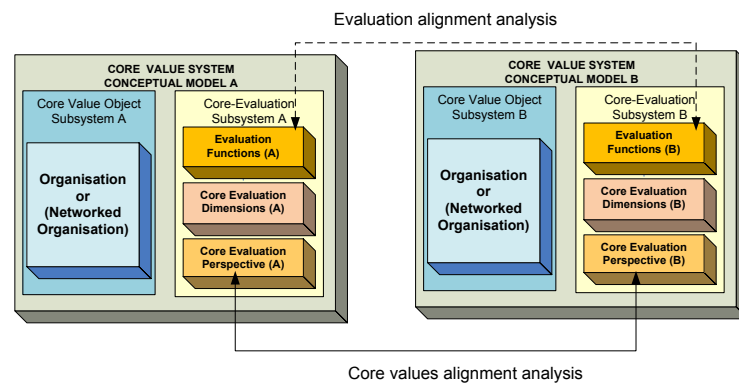 Evaluation alignment analysis
CORE VALUE SYSTEM
CONCEPTUAL MODEL A
Core Value Object
Subsystem A
Organisation
or
(Networked
Organisation)
Core-Evaluation
Subsystem A
Evaluation
Functions (A)
Core Evaluation
Dimensions (A)
Core Evaluation
Perspective (A)
CORE VALUE SYSTEM
CONCEPTUAL MODEL B
Core Value Object
Subsystem B
Organisation
or
(Networked
Organisation)
Core-Evaluation
Subsystem B
Evaluation
Functions (B)
Core Evaluation
Dimensions (B)
Core Evaluation
Perspective (B)
Core values alignment analysis